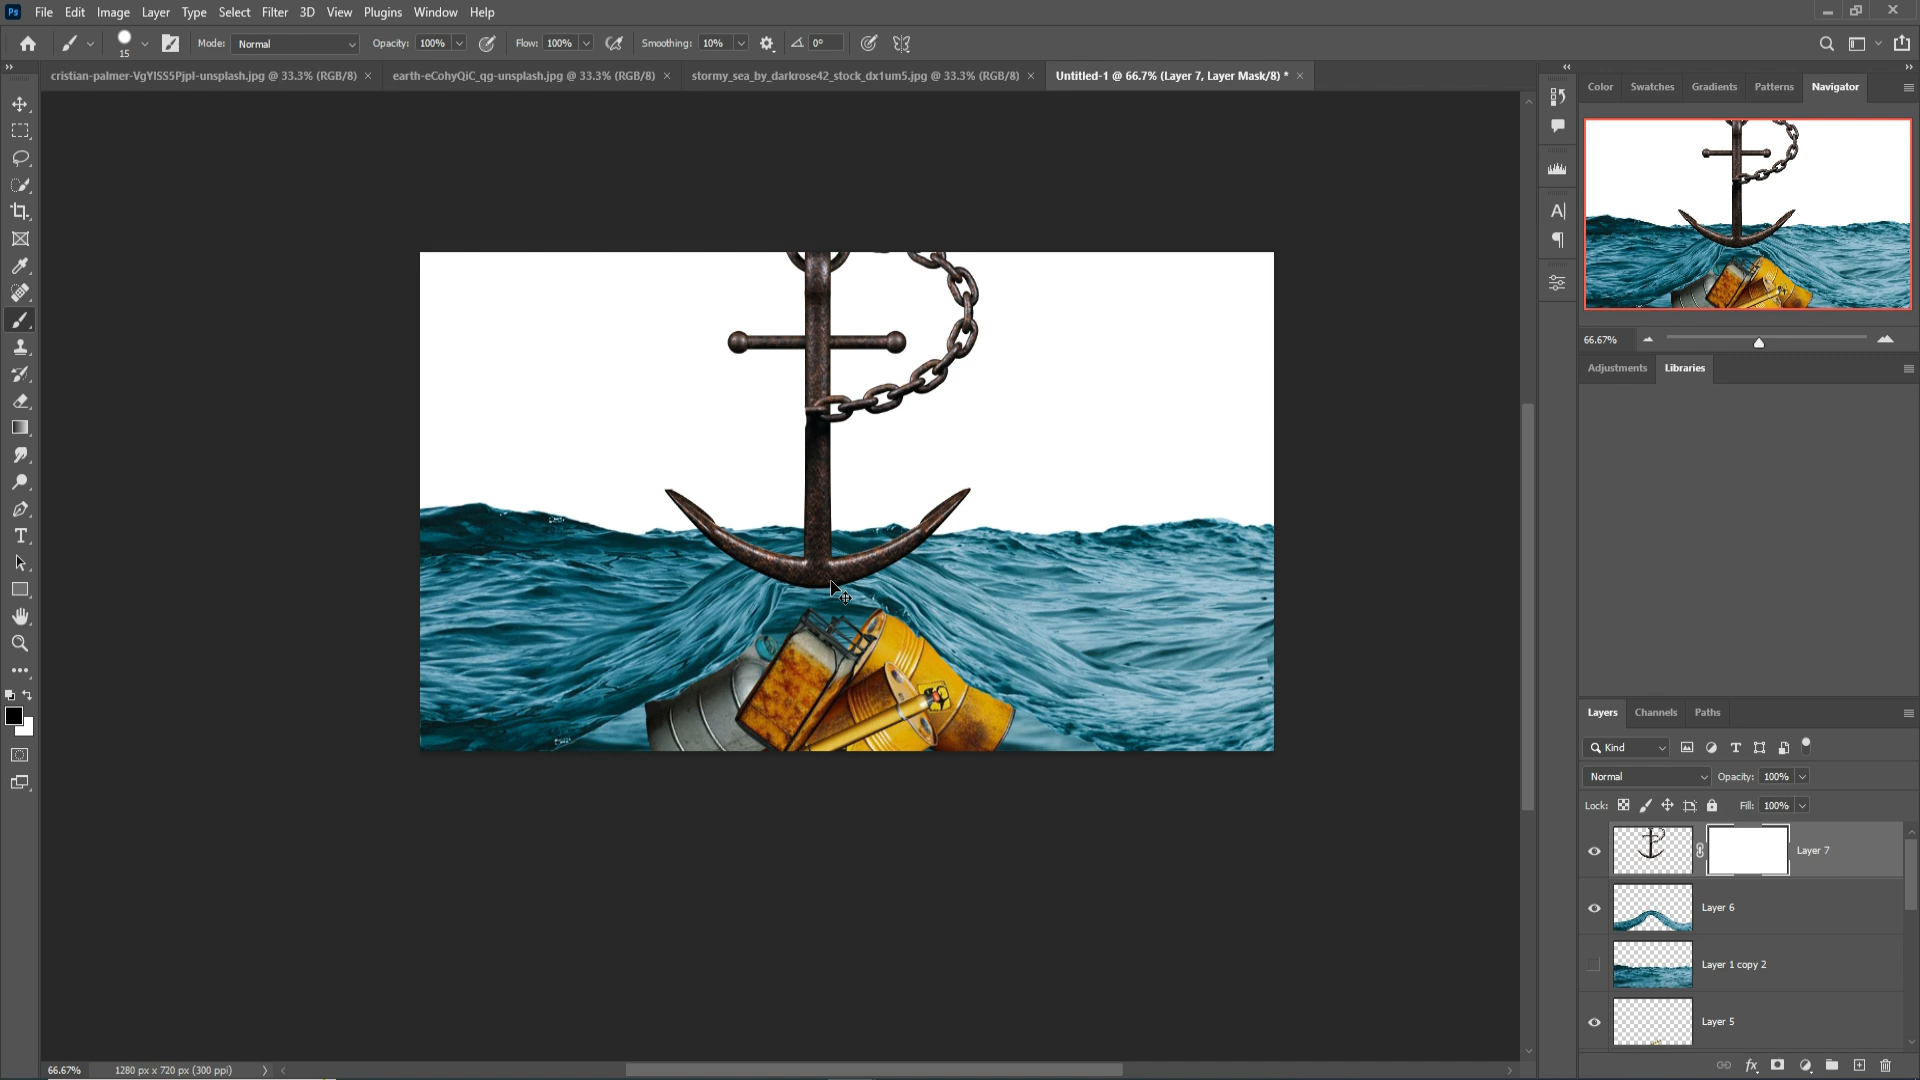 Ps File Edit Image Layer Type Select Filter 3D View Plugins Window Help
15 Mode: Normal Opacity: 100% Flow: 100% Smoothing: 10% 0°
cristian-palmer-VgYlSS5PjpI-unsplash.jpg @ 33.3% (RGB/8) × earth-eCohyQiC_qg-unsplash.jpg @ 33.3% (RGB/8) × stormy_sea_by_darkrose42_stock_dx1um5.jpg @ 33.3% (RGB/8) × Untitled-1 @ 66.7% (Layer 7, Layer Mask/8) * ×
Color Swatches Gradients Patterns Navigator
66.67%
Adjustments Libraries
Layers Channels Paths
Kind
Normal Opacity: 100%
Lock: Fill: 100%
Layer 7
Layer 6
Layer 1 copy 2
Layer 5
66.67% 1280 px x 720 px (300 ppi)